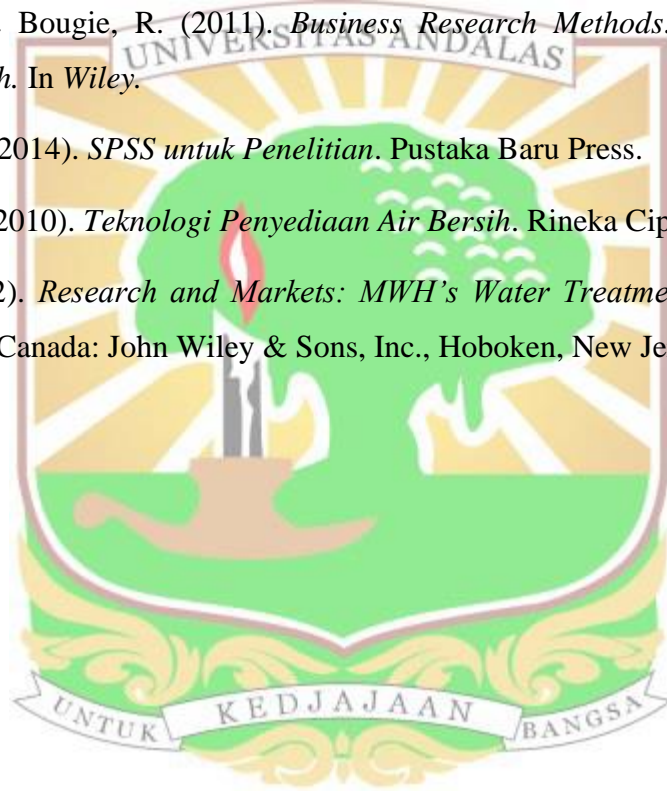 Bougie, R. (2011). Business Research Methods.
UNIVERSITAS ANDALAS
h. In Wiley.
2014). SPSS untuk Penelitian. Pustaka Baru Press.
2010). Teknologi Penyediaan Air Bersih. Rineka Cip
2). Research and Markets: MWH's Water Treatme
Canada: John Wiley & Sons, Inc., Hoboken, New Je
UNTUK KEDJAJAAN BANGSA